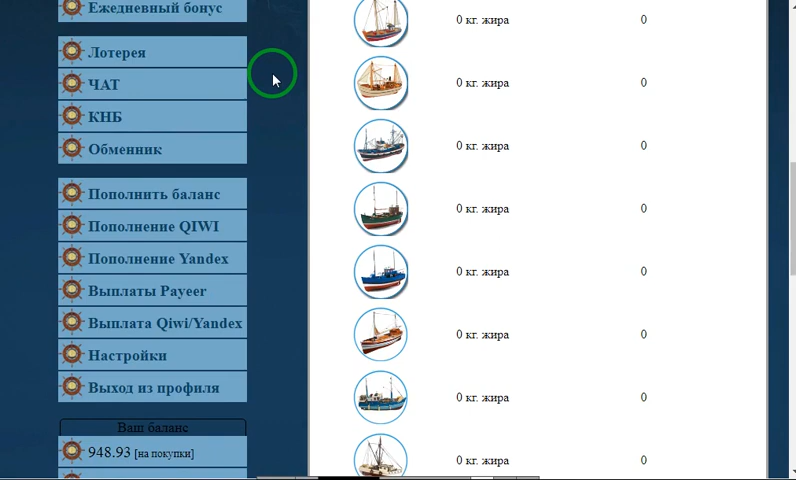 Ежедневный бонус
Лотерея
ЧАТ
КНБ
Обменник
Пополнить баланс
Пополнение QIWI
Пополнение Yandex
Выплаты Payeer
Выплата Qiwi/Yandex
Настройки
Выход из профиля
Ваш баланс
948.93 [на покупки]
0 кг. жира 0
0 кг. жира 0
0 кг. жира 0
0 кг. жира 0
0 кг. жира 0
0 кг. жира 0
0 кг. жира 0
0 кг. жира 0